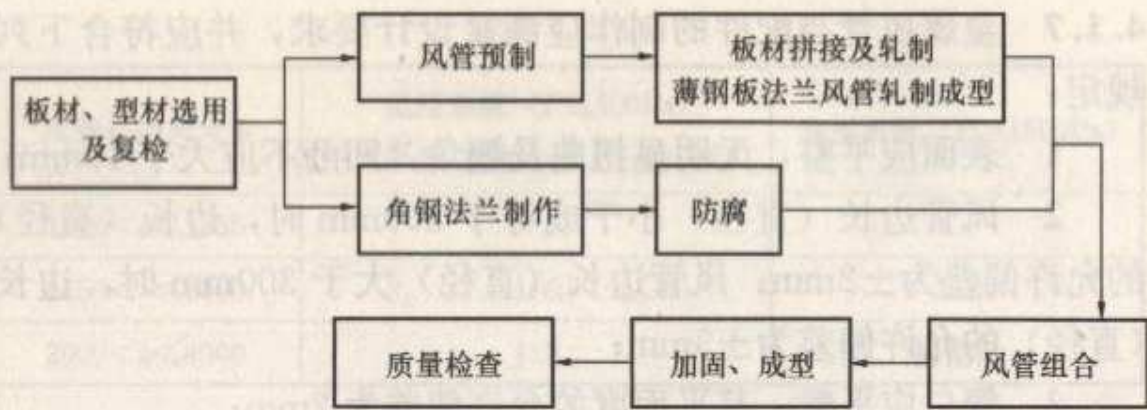 板材、型材选用
及复检
风管预制
板材拼接及轧制
薄钢板法兰风管轧制成型
角钢法兰制作
防腐
风管组合
加固、成型
质量检查